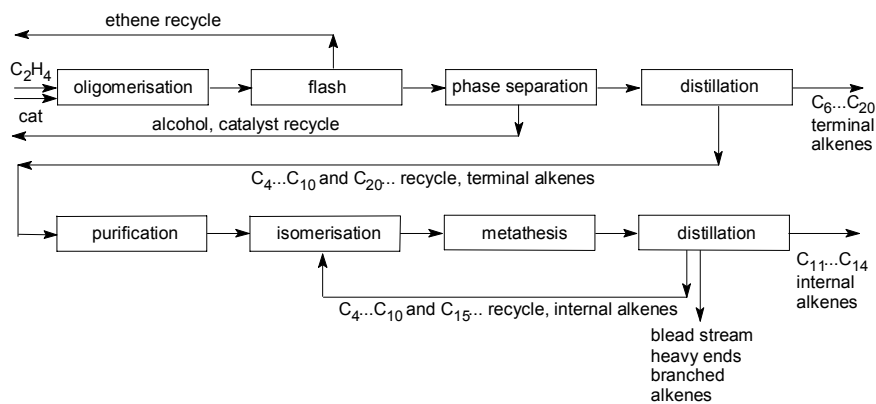 ethene recycle
C₂H₄
oligomerisation
flash
phase separation
distillation
cat
alcohol, catalyst recycle
C₆...C₂₀
terminal
alkenes
C₄...C₁₀ and C₂₀... recycle, terminal alkenes
purification
isomerisation
metathesis
distillation
C₁₁...C₁₄
internal
alkenes
C₄...C₁₀ and C₁₅... recycle, internal alkenes
blead stream
heavy ends
branched
alkenes